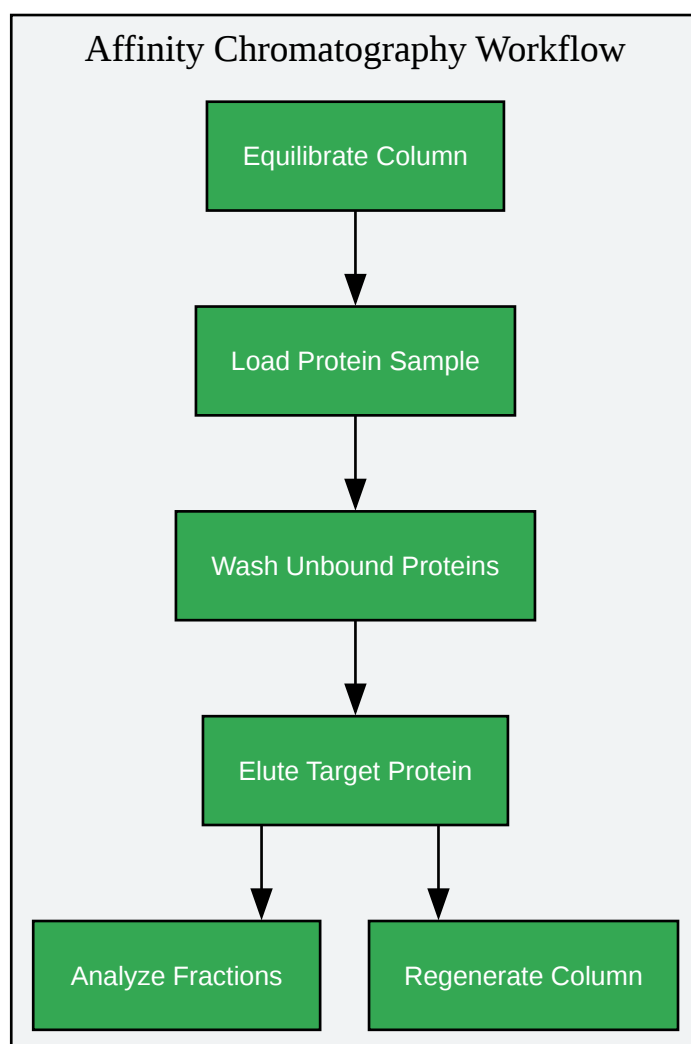 Affinity Chromatography Workflow
Equilibrate Column
Load Protein Sample
Wash Unbound Proteins
Elute Target Protein
Analyze Fractions
Regenerate Column